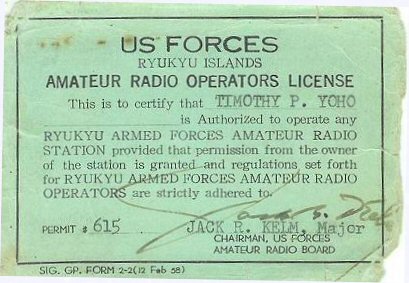 US FORCES
RYUKYU ISLANDS
AMATEUR RADIO OPERATORS LICENSE
This is to certify that TIMOTHY P. YOHO
is Authorized to operate any
RYUKYU ARMED FORCES AMATEUR RADIO
STATION provided that permission from the owner
of the station is granted and regulations set forth
for RYUKYU ARMED FORCES AMATEUR RADIO
OPERATORS are strictly adhered to.
PERMIT # 615 JACK R. KELM, Major
CHAIRMAN, US FORCES
AMATEUR RADIO BOARD
SIG. GP. FORM 2-2(12 Feb 58)